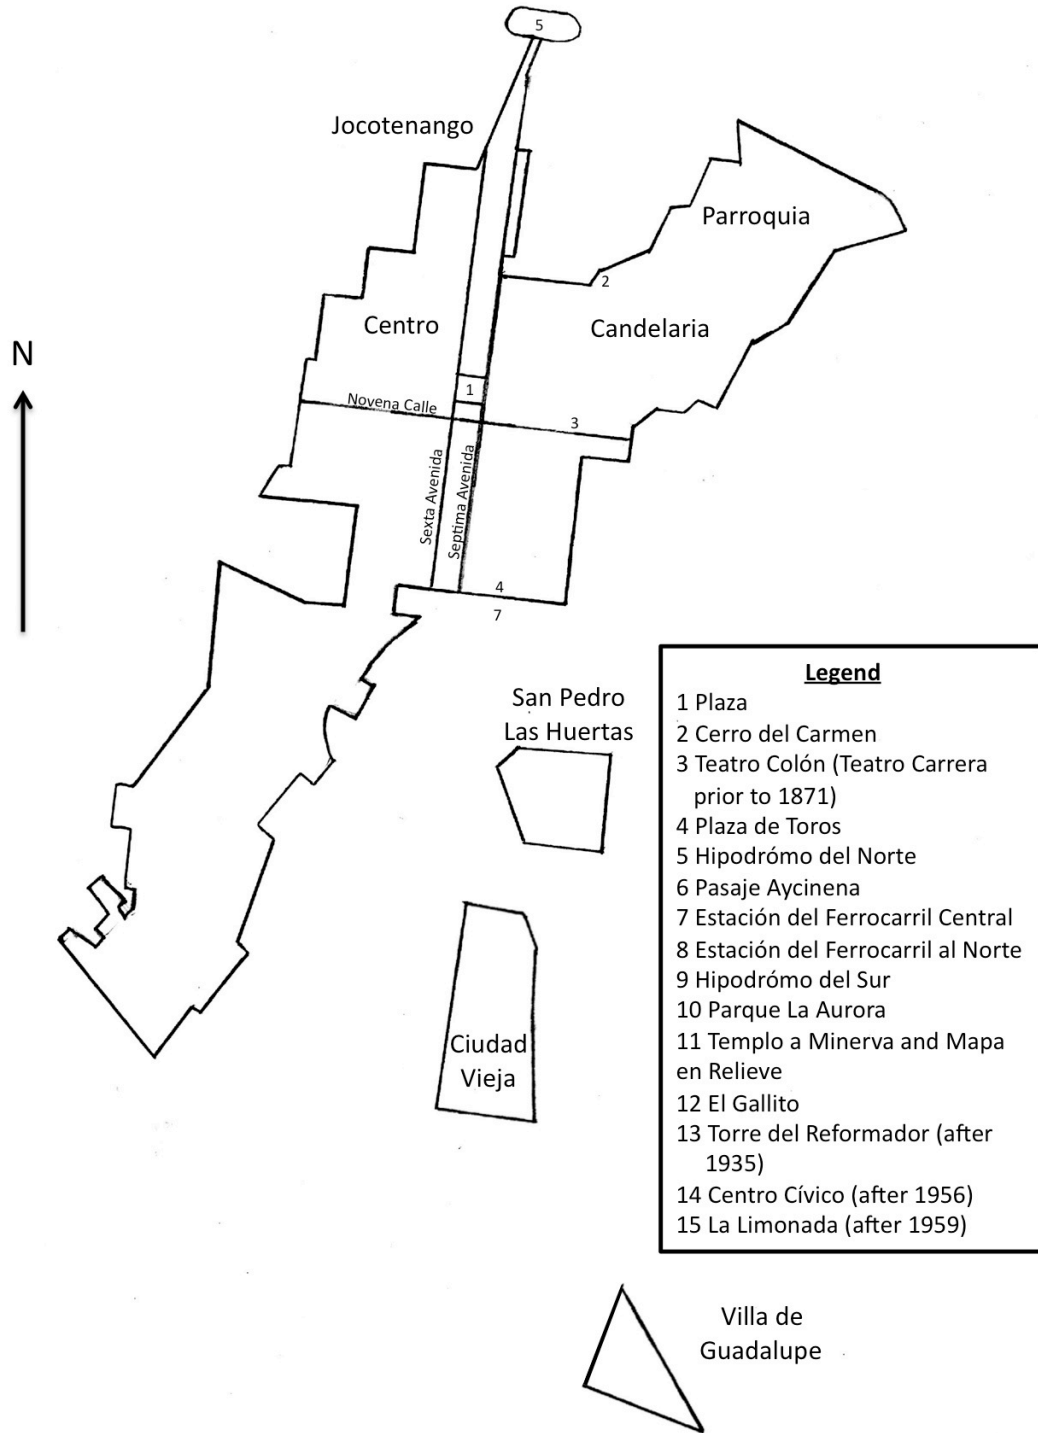 5
Jocotenango
Parroquia
2
Centro
Candelaria
N
1
Novena Calle
3
Sexta Avenida
Septima Avenida
4
7
San Pedro
Las Huertas
Legend
1 Plaza
2 Cerro del Carmen
3 Teatro Colón (Teatro Carrera
prior to 1871)
4 Plaza de Toros
5 Hipodrómo del Norte
6 Pasaje Aycinena
7 Estación del Ferrocarril Central
8 Estación del Ferrocarril al Norte
9 Hipodrómo del Sur
10 Parque La Aurora
11 Templo a Minerva and Mapa
en Relieve
12 El Gallito
13 Torre del Reformador (after
1935)
14 Centro Cívico (after 1956)
15 La Limonada (after 1959)
Ciudad
Vieja
Villa de
Guadalupe